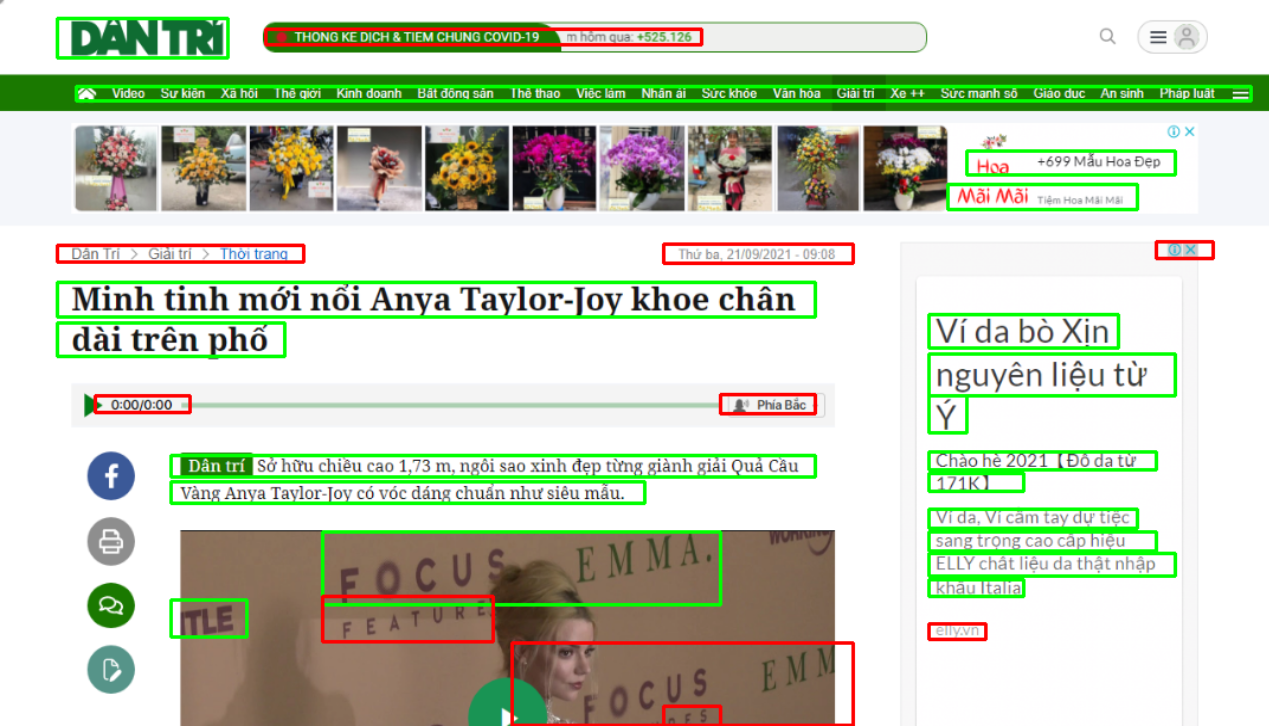 DÂN TRÍ
THỐNG KÊ DỊCH & TIÊM CHỦNG COVID-19 m hôm qua: +525.126
Video Sự kiện Xã hội Thế giới Kinh doanh Bất động sản Thể thao Việc làm Nhân ái Sức khỏe Văn hóa Giải trí Xe ++ Sức mạnh số Giáo dục An sinh Pháp luật
Hoa +699 Mẫu Hoa Đẹp
Mãi Mãi Tiệm Hoa Mãi Mãi
Dân Trí > Giải trí > Thời trang
Thứ ba, 21/09/2021 - 09:08
Minh tinh mới nổi Anya Taylor-Joy khoe chân
dài trên phố
0:00/0:00
Phía Bắc
Dân trí Sở hữu chiều cao 1,73 m, ngôi sao xinh đẹp từng giành giải Quả Cầu
Vàng Anya Taylor-Joy có vóc dáng chuẩn như siêu mẫu.
WORKING
FOCUS EMMA.
FEATURES
TITLE
FOCUS EMM
Ví da bò Xịn
nguyên liệu từ
Ý
Chào hè 2021【Đồ da từ
171K】
Ví da, Ví cầm tay dự tiệc
sang trọng cao cấp hiệu
ELLY chất liệu da thật nhập
khẩu Italia
elly.vn